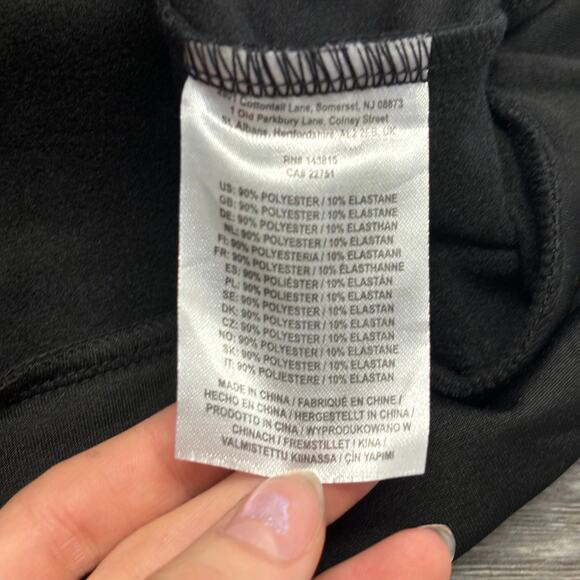 Cottontail Lane, Somerset, NJ 08873
1 Old Parkbury Lane, Colney Street
St. Albans, Hertfordshire, AL2 2EB, UK
RN# 143815
CA# 22751
US: 90% POLYESTER / 10% ELASTANE
GB: 90% POLYESTER / 10% ELASTANE
DE: 90% POLYESTER / 10% ELASTHAN
NL: 90% POLYESTER / 10% ELASTAN
FI: 90% POLYESTERIA / 10% ELASTAANI
FR: 90% POLYESTER / 10% ÉLASTHANNE
ES: 90% POLIÉSTER / 10% ELASTÁN
PL: 90% POLIESTER / 10% ELASTAN
SE: 90% POLYESTER / 10% ELASTAN
DK: 90% POLYESTER / 10% ELASTAN
CZ: 90% POLYESTER / 10% ELASTAN
NO: 90% POLYESTER / 10% ELASTAN
SK: 90% POLYESTER / 10% ELASTAN
IT: 90% POLIESTERE / 10% ELASTAN
MADE IN CHINA / FABRIQUÉ EN CHINE /
HECHO EN CHINA / HERGESTELLT IN CHINA /
PRODOTTO IN CINA / WYPRODUKOWANO W
CHINACH / FREMSTILLET I KINA /
VALMISTETTU KIINASSA / ÇİN YAPIMI